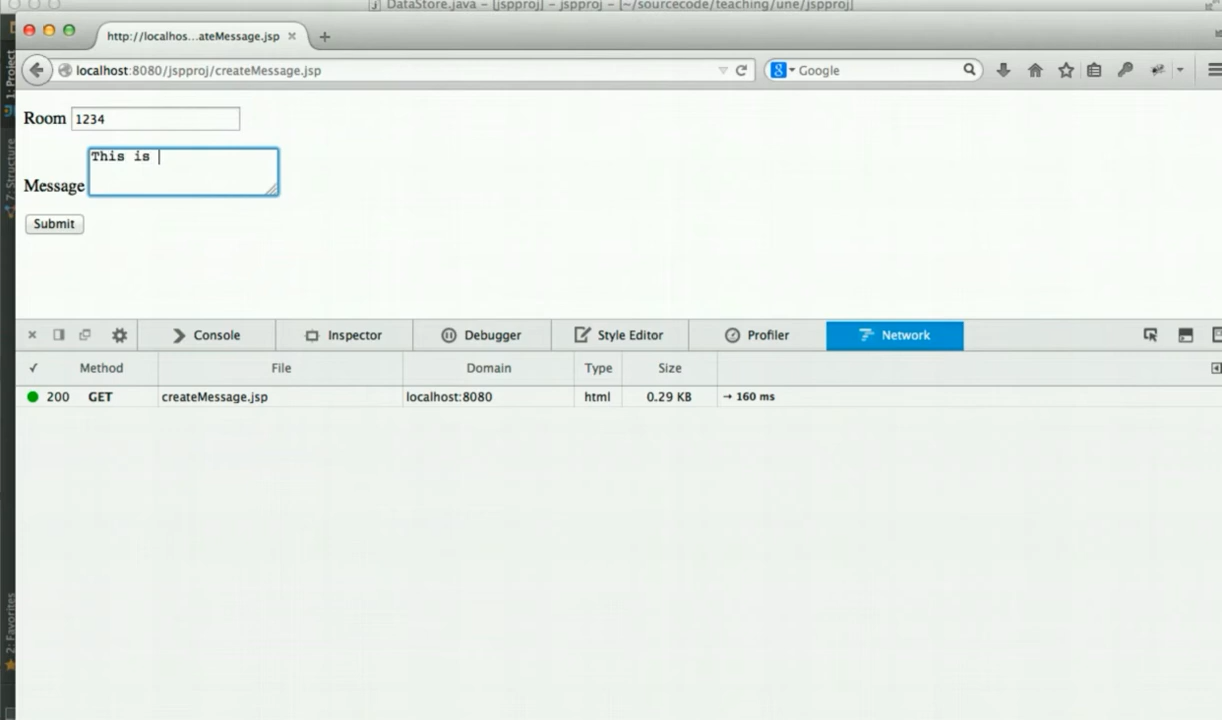 DataStore.java - [jspproj] - jspproj - [~/sourcecode/teaching/une/jspproj]
http://localhos...ateMessage.jsp
localhost:8080/jspproj/createMessage.jsp
Google
1: Project
7: Structure
2: Favorites
Room 1234
This is
Message
Submit
Console Inspector Debugger Style Editor Profiler Network
✓ Method File Domain Type Size
200 GET createMessage.jsp localhost:8080 html 0.29 KB → 160 ms